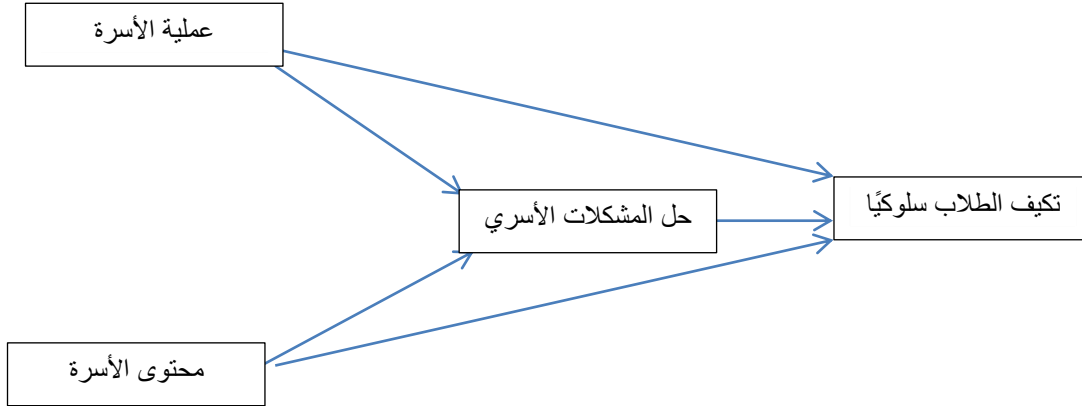 عملية الأسرة
تكيف الطلاب سلوكيًا
حل المشكلات الأسري
محتوى الأسرة